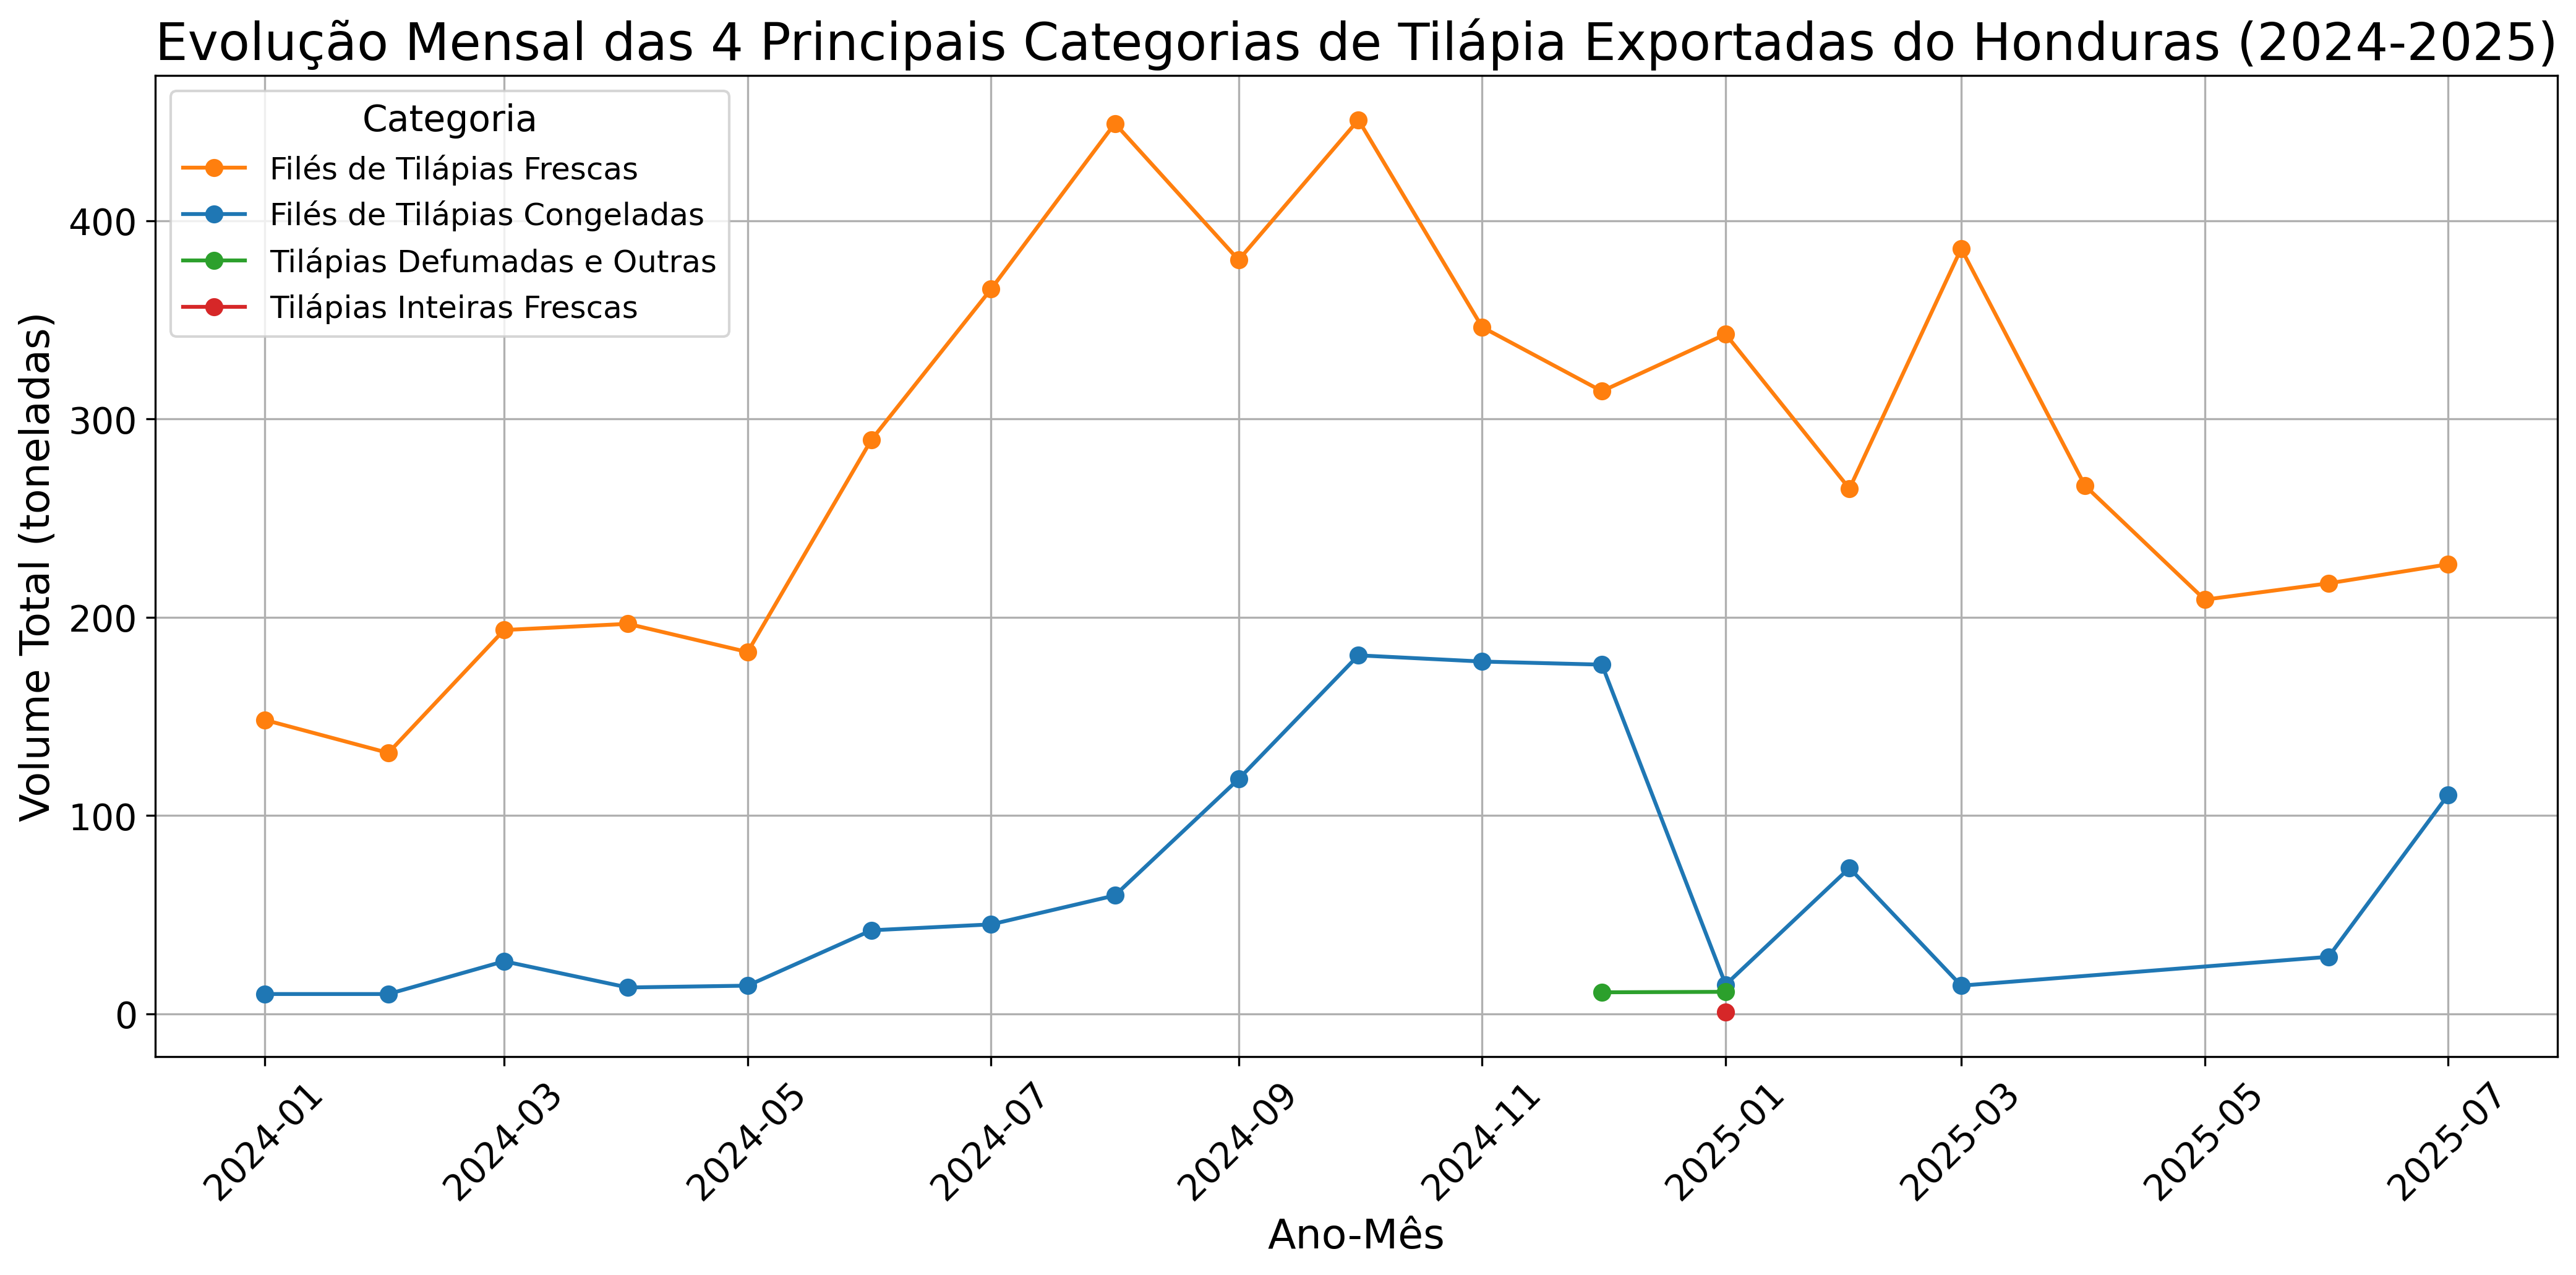 Evolução Mensal das 4 Principais Categorias de Tilápia Exportadas do Honduras (2024-2025)
Categoria
Filés de Tilápias Frescas
Filés de Tilápias Congeladas
Tilápias Defumadas e Outras
Tilápias Inteiras Frescas
Volume Total (toneladas)
400
300
200
100
0
2024-01
2024-03
2024-05
2024-07
2024-09
2024-11
2025-01
2025-03
2025-05
2025-07
Ano-Mês